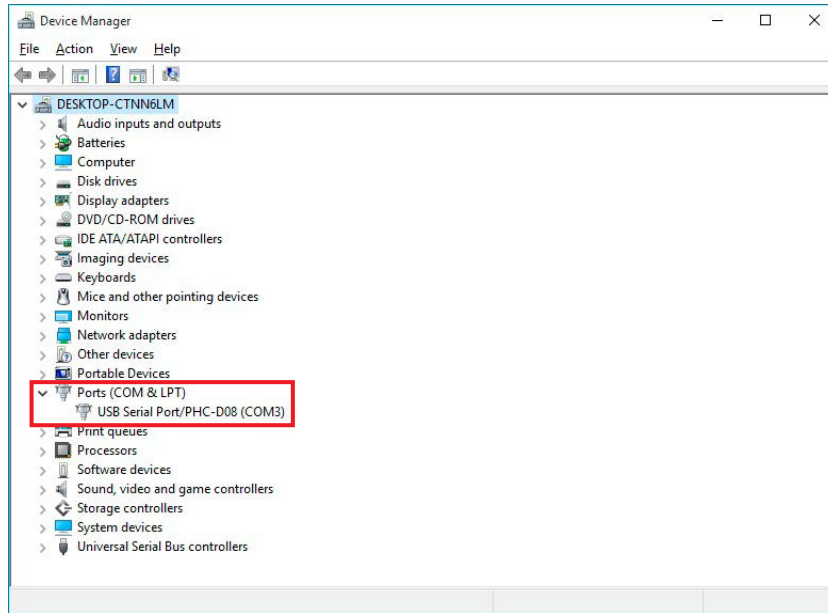 Device Manager
File Action View Help
DESKTOP-CTNN6LM
Audio inputs and outputs
Batteries
Computer
Disk drives
Display adapters
DVD/CD-ROM drives
IDE ATA/ATAPI controllers
Imaging devices
Keyboards
Mice and other pointing devices
Monitors
Network adapters
Other devices
Portable Devices
Ports (COM & LPT)
USB Serial Port/PHC-D08 (COM3)
Print queues
Processors
Software devices
Sound, video and game controllers
Storage controllers
System devices
Universal Serial Bus controllers